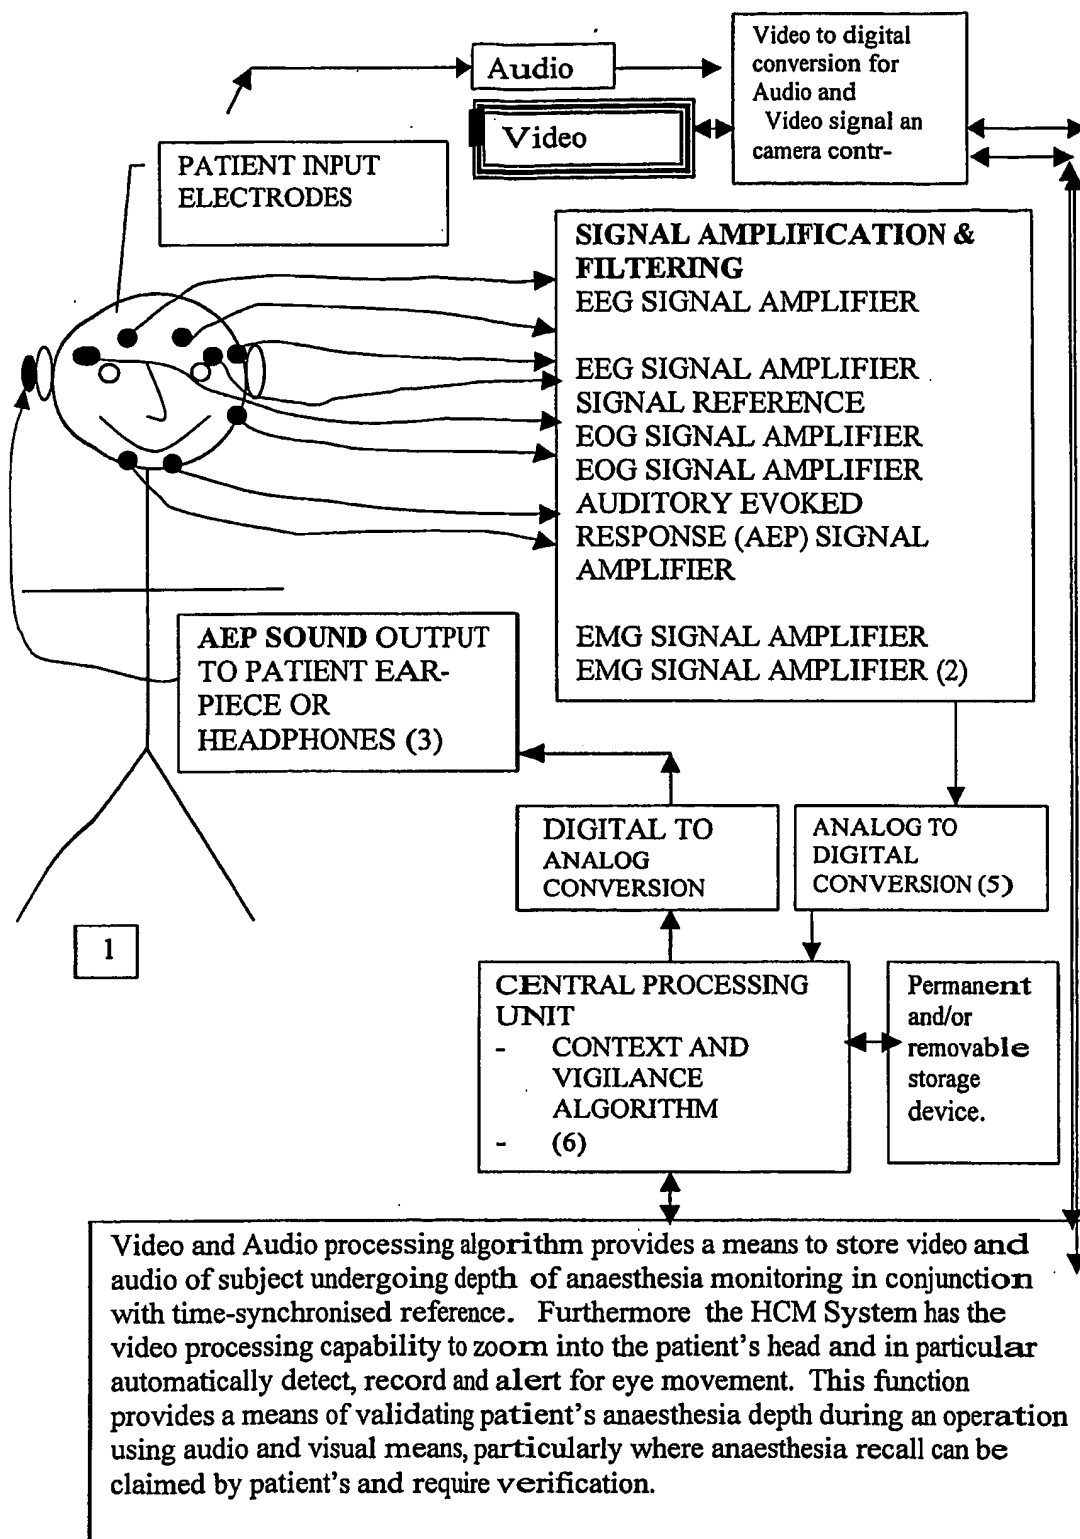 Audio
Video
Video to digital
conversion for
Audio and
Video signal an
camera contr-
PATIENT INPUT
ELECTRODES
SIGNAL AMPLIFICATION &
FILTERING
EEG SIGNAL AMPLIFIER
EEG SIGNAL AMPLIFIER
SIGNAL REFERENCE
EOG SIGNAL AMPLIFIER
EOG SIGNAL AMPLIFIER
AUDITORY EVOKED
RESPONSE (AEP) SIGNAL
AMPLIFIER
EMG SIGNAL AMPLIFIER
EMG SIGNAL AMPLIFIER (2)
AEP SOUND OUTPUT
TO PATIENT EAR-
PIECE OR
HEADPHONES (3)
DIGITAL TO
ANALOG
CONVERSION
ANALOG TO
DIGITAL
CONVERSION (5)
1
CENTRAL PROCESSING
UNIT
- CONTEXT AND
VIGILANCE
ALGORITHM
- (6)
Permanent
and/or
removable
storage
device.
Video and Audio processing algorithm provides a means to store video and
audio of subject undergoing depth of anaesthesia monitoring in conjunction
with time-synchronised reference. Furthermore the HCM System has the
video processing capability to zoom into the patient's head and in particular
automatically detect, record and alert for eye movement. This function
provides a means of validating patient's anaesthesia depth during an operation
using audio and visual means, particularly where anaesthesia recall can be
claimed by patient's and require verification.